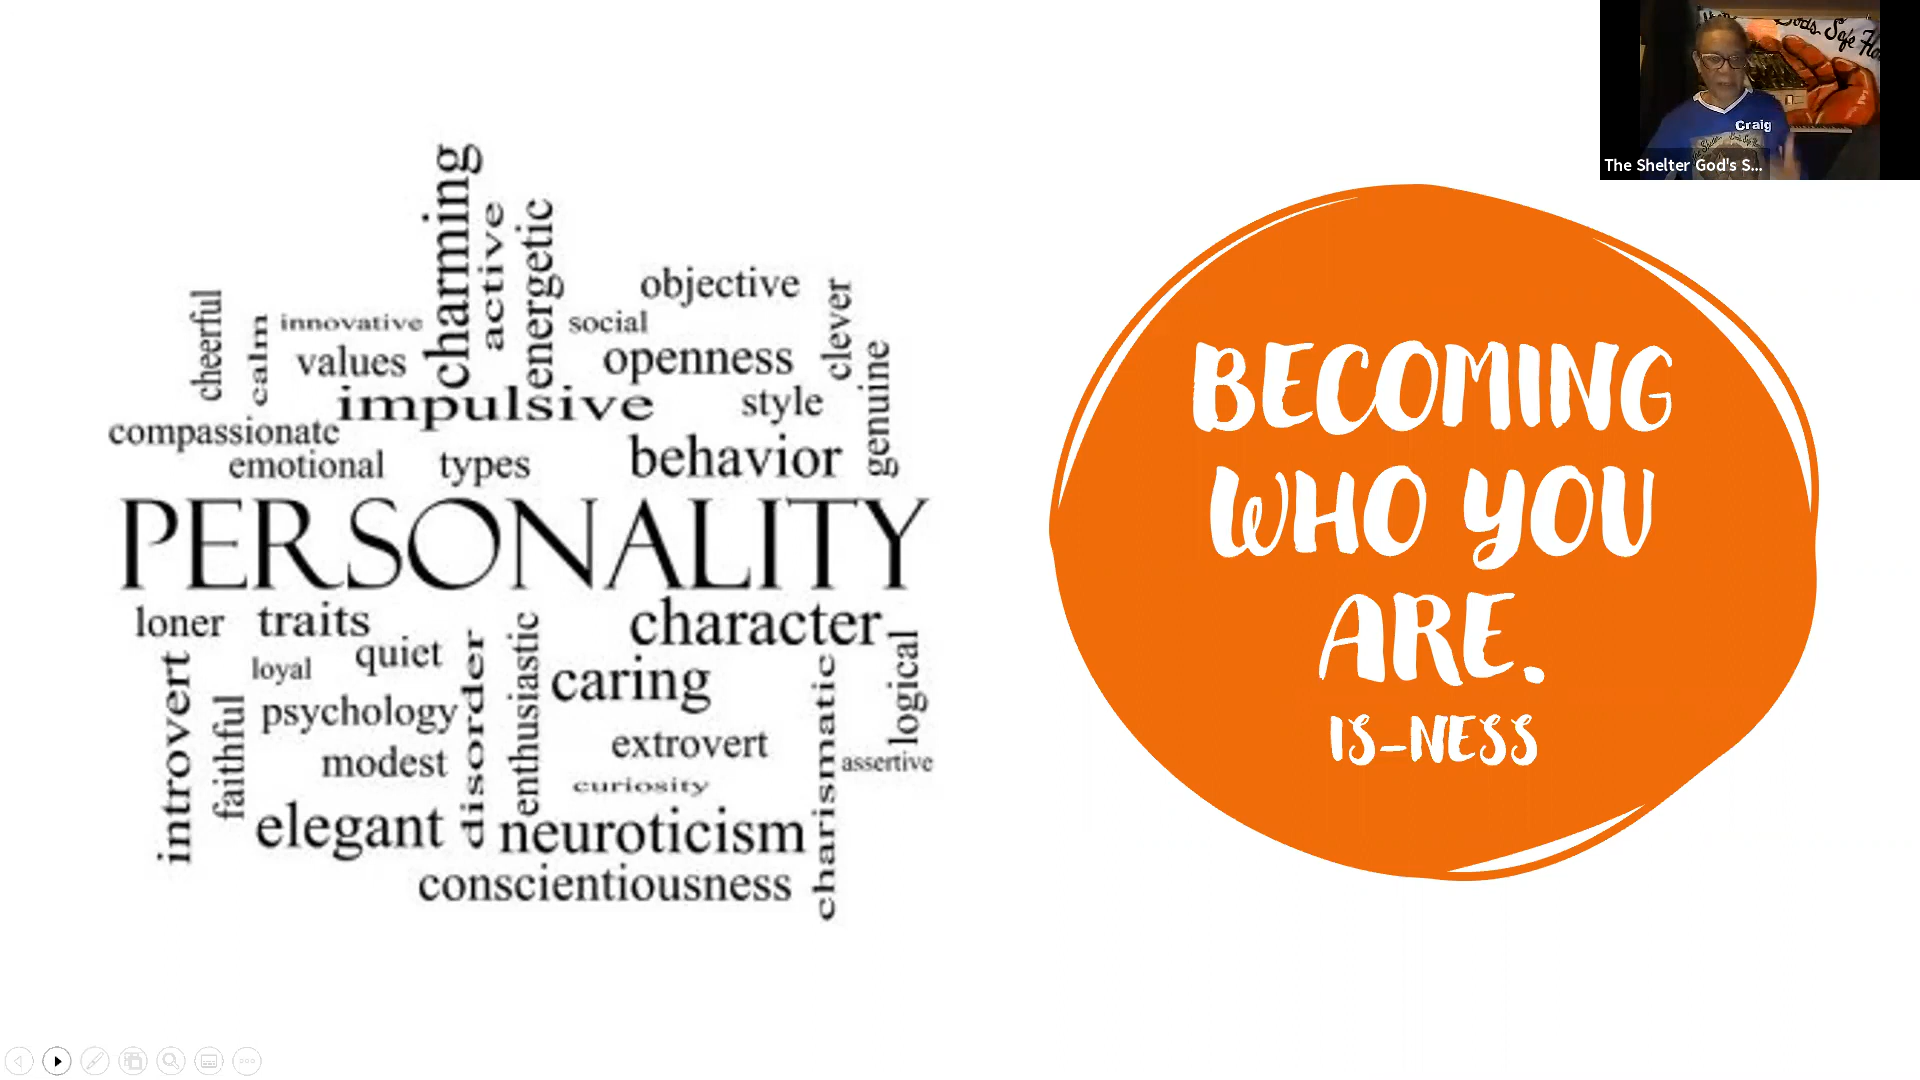 charming
active
energetic
objective
clever
cheerful
calm
innovative
social
values
openness
genuine
impulsive
style
compassionate
emotional
types
behavior
PERSONALITY
loner
traits
character
quiet
loyal
disorder
enthusiastic
caring
logical
introvert
faithful
psychology
extrovert
charismatic
modest
assertive
curiosity
elegant
neuroticism
conscientiousness
BECOMING
WHO YOU
ARE.
IS-NESS
Craig
The Shelter God's S...